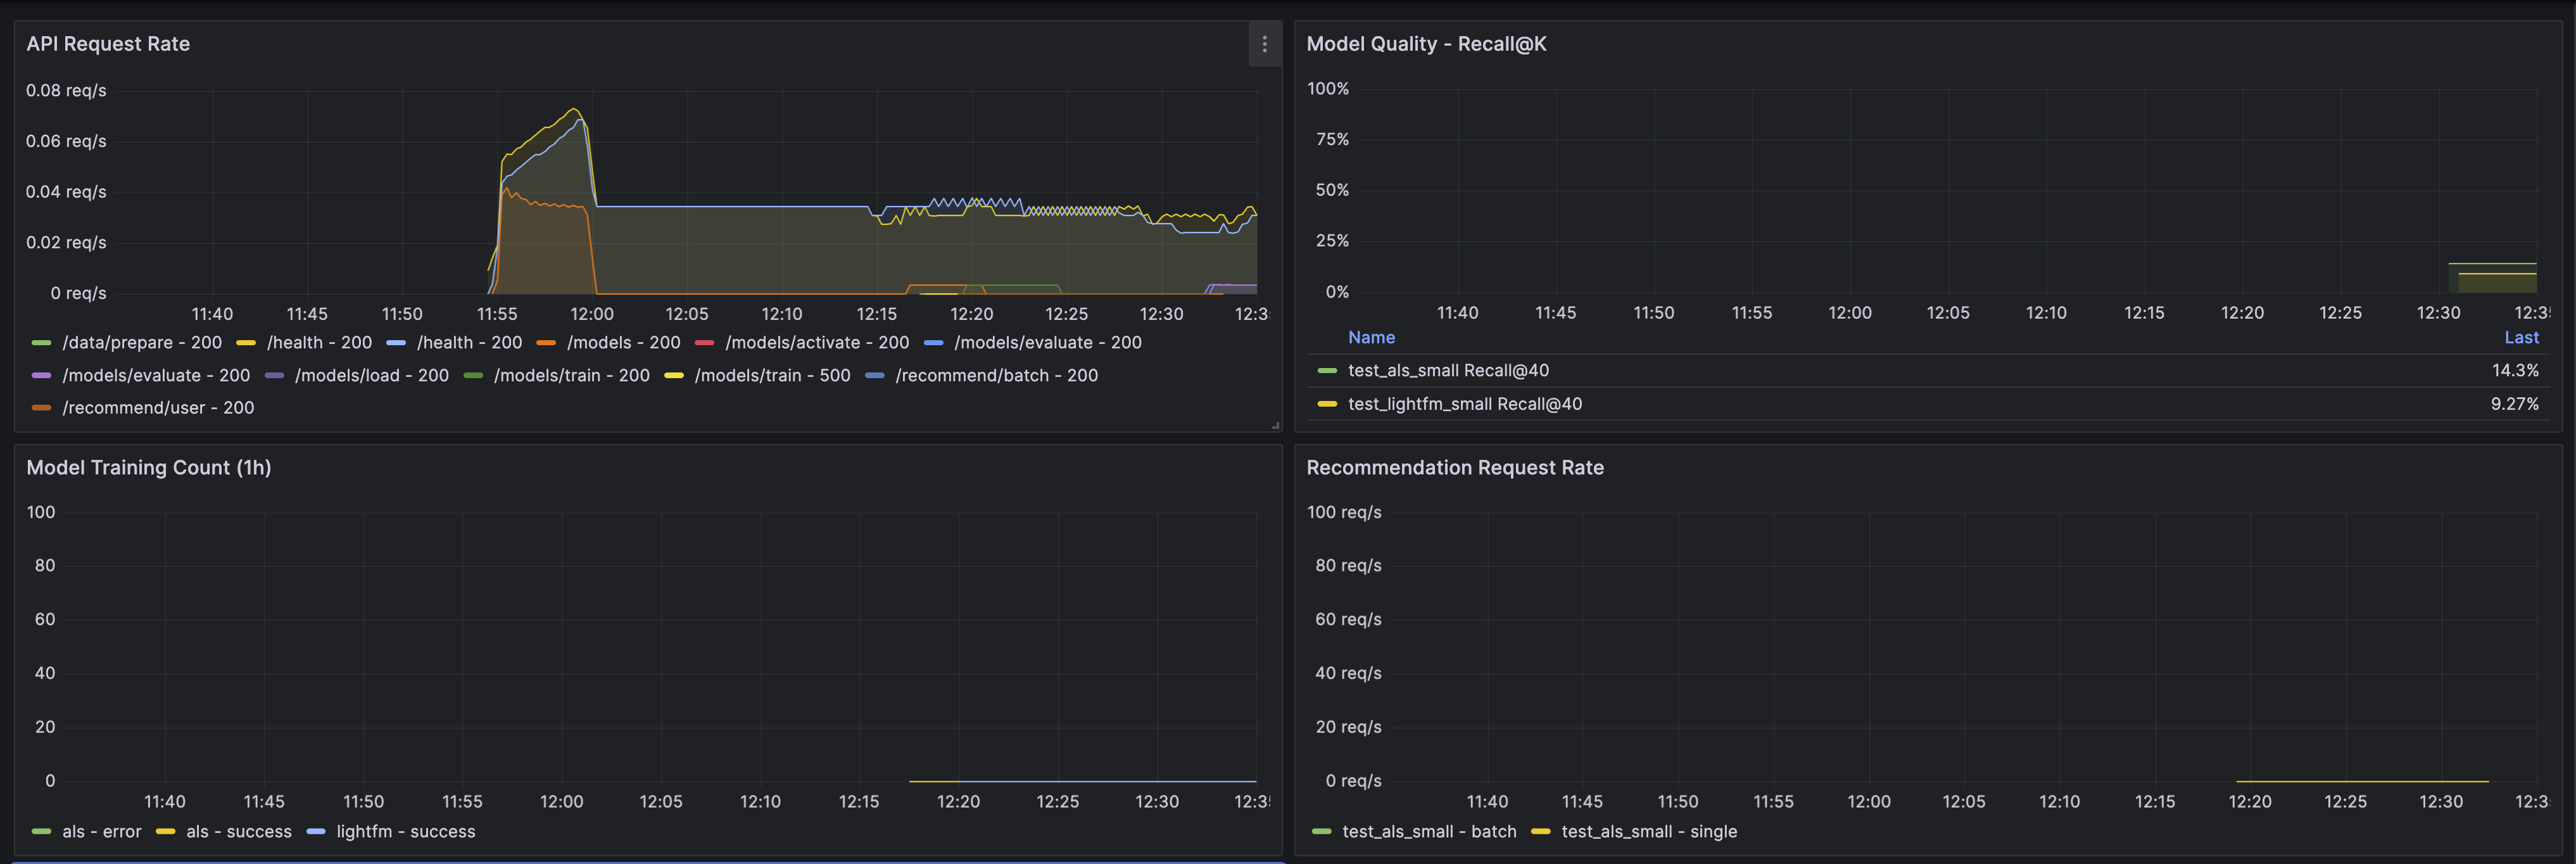 API Request Rate
0.08 req/s
0.06 req/s
0.04 req/s
0.02 req/s
0 req/s
11:40 11:45 11:50 11:55 12:00 12:05 12:10 12:15 12:20 12:25 12:30 12:3
/data/prepare - 200 /health - 200 /health - 200 /models - 200 /models/activate - 200 /models/evaluate - 200
/models/evaluate - 200 /models/load - 200 /models/train - 200 /models/train - 500 /recommend/batch - 200
/recommend/user - 200
Model Quality - Recall@K
100%
75%
50%
25%
0%
11:40 11:45 11:50 11:55 12:00 12:05 12:10 12:15 12:20 12:25 12:30 12:3
Name Last
test_als_small Recall@40 14.3%
test_lightfm_small Recall@40 9.27%
Model Training Count (1h)
100
80
60
40
20
0
11:40 11:45 11:50 11:55 12:00 12:05 12:10 12:15 12:20 12:25 12:30 12:3
als - error als - success lightfm - success
Recommendation Request Rate
100 req/s
80 req/s
60 req/s
40 req/s
20 req/s
0 req/s
11:40 11:45 11:50 11:55 12:00 12:05 12:10 12:15 12:20 12:25 12:30 12:3
test_als_small - batch test_als_small - single